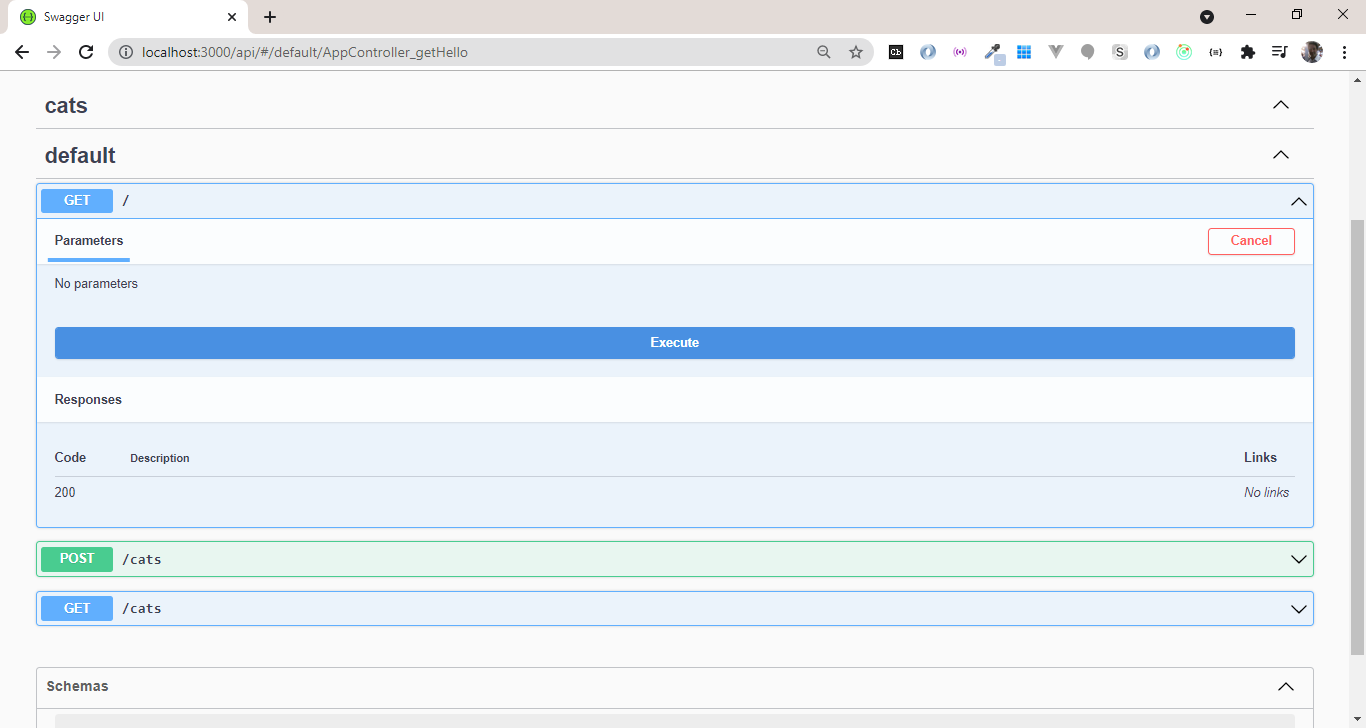 Swagger UI
localhost:3000/api/#/default/AppController_getHello
cats
default
GET /
Parameters Cancel
No parameters
Execute
Responses
Code Description Links
200 No links
POST /cats
GET /cats
Schemas